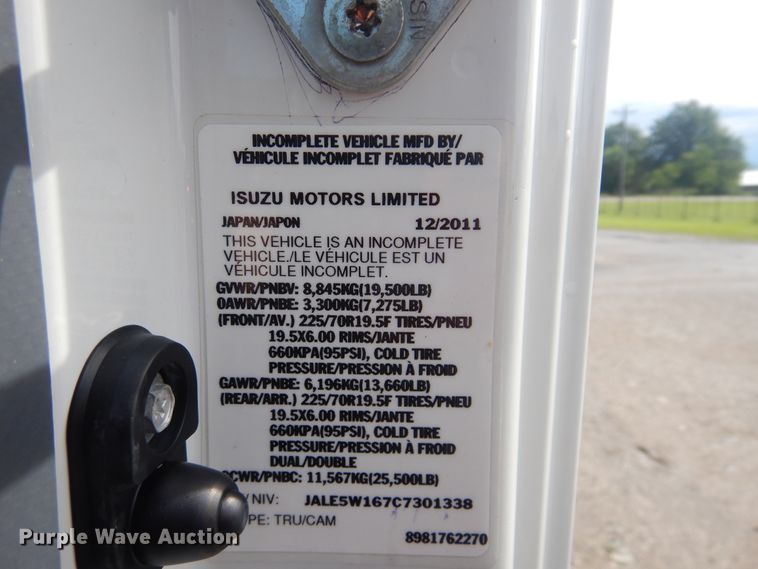 SIN
INCOMPLETE VEHICLE MFD BY/
VÉHICULE INCOMPLET FABRIQUÉ PAR
ISUZU MOTORS LIMITED
JAPAN/JAPON 12/2011
THIS VEHICLE IS AN INCOMPLETE
VEHICLE./LE VÉHICULE EST UN
VÉHICULE INCOMPLET.
GVWR/PNBV: 8,845KG(19,500LB)
OAWR/PNBE: 3,300KG(7,275LB)
(FRONT/AV.) 225/70R19.5F TIRES/PNEU
19.5X6.00 RIMS/JANTE
660KPA(95PSI), COLD TIRE
PRESSURE/PRESSION À FROID
GAWR/PNBE: 6,196KG(13,660LB)
(REAR/ARR.) 225/70R19.5F TIRES/PNEU
19.5X6.00 RIMS/JANTE
660KPA(95PSI), COLD TIRE
PRESSURE/PRESSION À FROID
DUAL/DOUBLE
CWR/PNBC: 11,567KG(25,500LB)
/NIV: JALE5W167C7301338
PE: TRU/CAM
8981762270
Purple Wave Auction